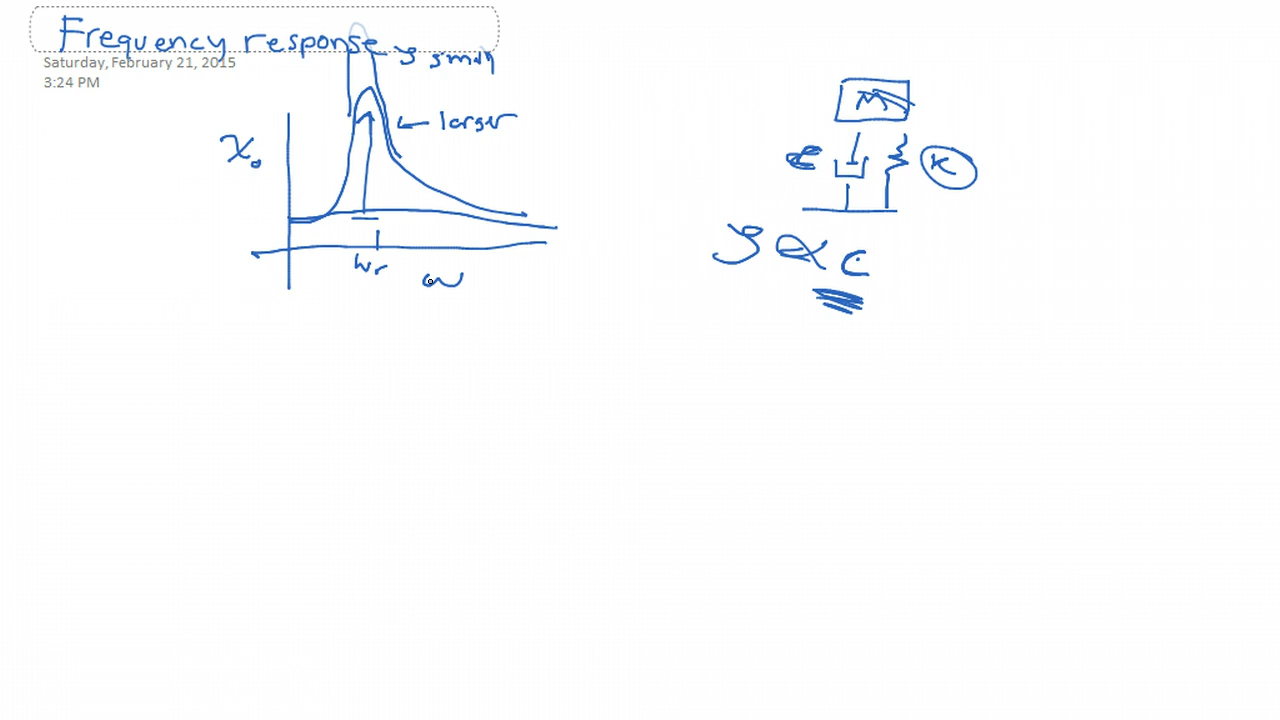 Frequency response
Saturday, February 21, 2015
3:24 PM
ζ small
← larger
x₀
ωr
ω
M
c
K
ζ ∝ c